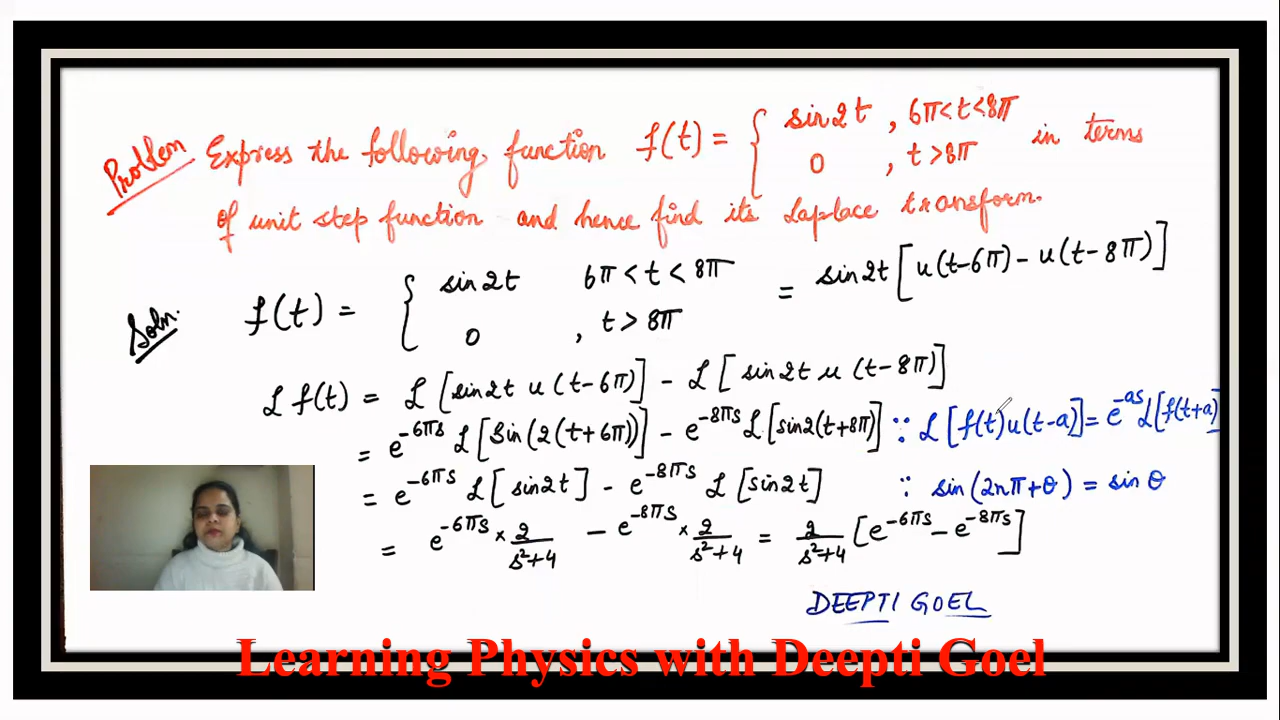 Problem Express the following function f(t) = { sin2t , 6π<t<8π
0 , t>8π in terms
of unit step function and hence find its Laplace transform.
Soln. f(t) = { sin2t 6π < t < 8π
0 , t > 8π = sin2t [u(t-6π) - u(t-8π)]
ℒ f(t) = ℒ [sin2t u(t-6π)] - ℒ [sin2t u (t-8π)]
= e^-6πs ℒ[Sin(2(t+6π))] - e^-8πs ℒ[sin2(t+8π)] ∵ ℒ[f(t)u(t-a)] = e^-as ℒ[f(t+a)]
= e^-6πs ℒ[sin2t] - e^-8πs ℒ[sin2t] ∵ sin(2nπ+θ) = sinθ
= e^-6πs × 2/s²+4 - e^-8πs × 2/s²+4 = 2/s²+4 [e^-6πs - e^-8πs]
DEEPTI GOEL
Learning Physics with Deepti Goel